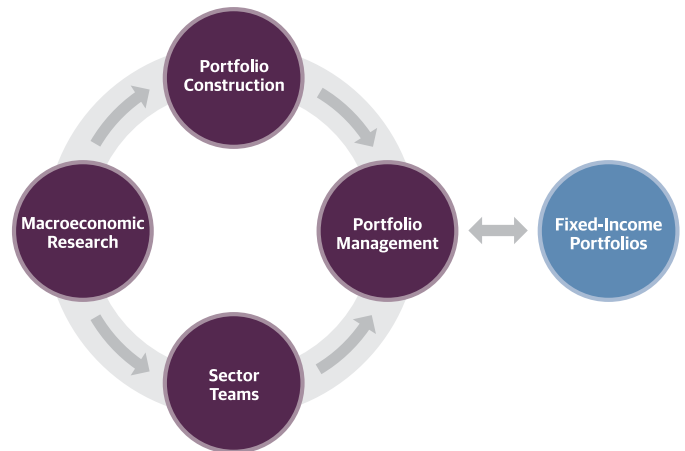 Portfolio
Construction
Macroeconomic
Research
Portfolio
Management
Fixed-Income
Portfolios
Sector
Teams